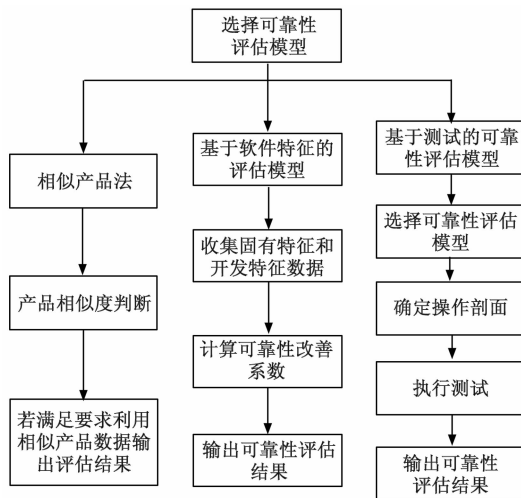 选择可靠性
评估模型
相似产品法
产品相似度判断
若满足要求利用
相似产品数据输
出评估结果
基于软件特征的
评估模型
收集固有特征和
开发特征数据
计算可靠性改善
系数
输出可靠性评估
结果
基于测试的可靠
性评估模型
选择可靠性评估
模型
确定操作剖面
执行测试
输出可靠性
评估结果